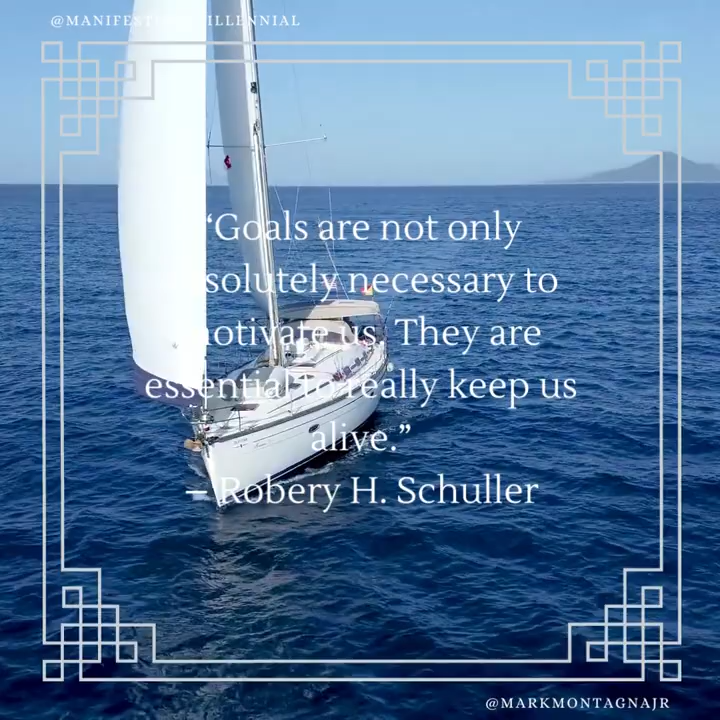 “Goals are not only
absolutely necessary to
motivate us. They are
essential to really keep us
alive.”
– Robery H. Schuller
@MARKMONTAGNAJR